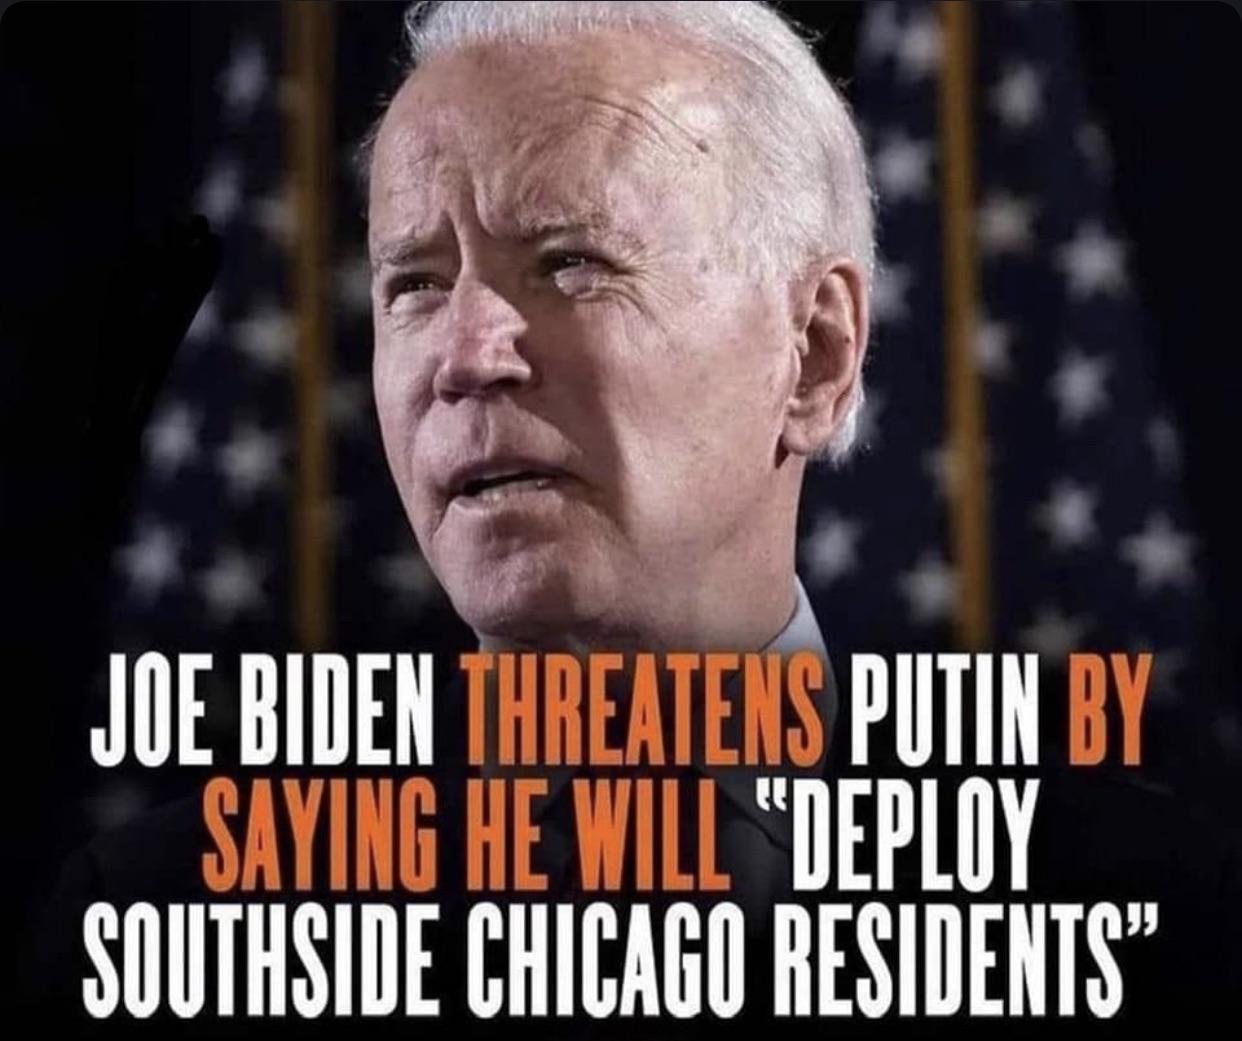 JOE BIDEN THREATENS PUTIN BY
SAYING HE WILL “DEPLOY
SOUTHSIDE CHICAGO RESIDENTS”